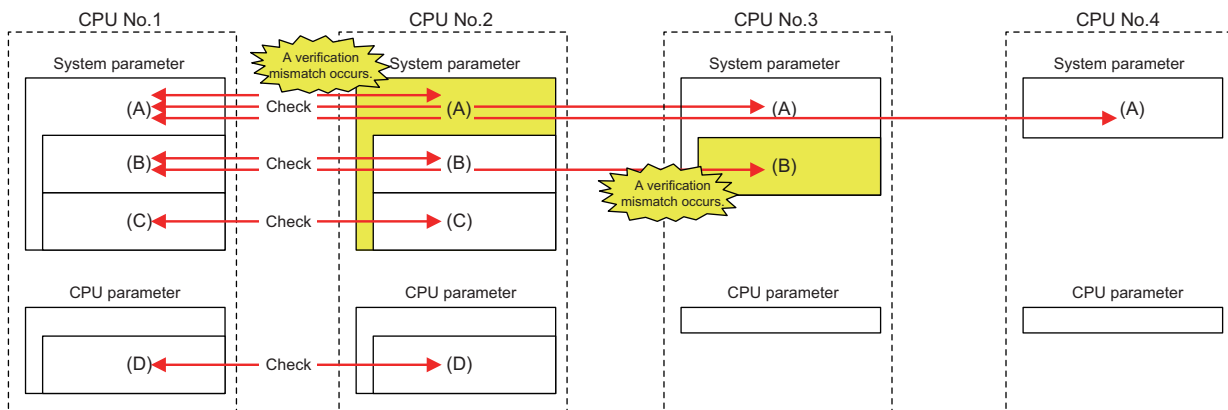 CPU No.1
CPU No.2
CPU No.3
CPU No.4
A verification
mismatch occurs.
System parameter
System parameter
System parameter
System parameter
(A)
Check
(A)
(A)
(A)
(B)
Check
(B)
(B)
A verification
mismatch occurs.
(C)
Check
(C)
CPU parameter
CPU parameter
CPU parameter
CPU parameter
(D)
Check
(D)